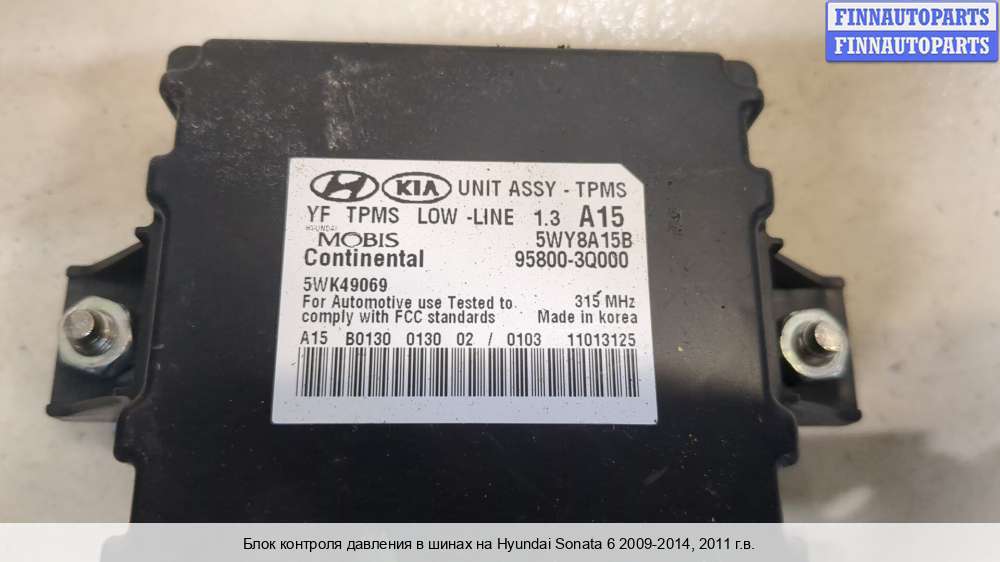 FINNAUTOPARTS
FINNAUTOPARTS
KIA UNIT ASSY - TPMS
YF TPMS LOW -LINE 1.3 A15
HYUNDAI
MOBIS 5WY8A15B
Continental 95800-3Q000
5WK49069
For Automotive use Tested to 315 MHz
comply with FCC standards Made in korea
A15 B0130 0130 02 / 0103 11013125
Блок контроля давления в шинах на Hyundai Sonata 6 2009-2014, 2011 г.в.